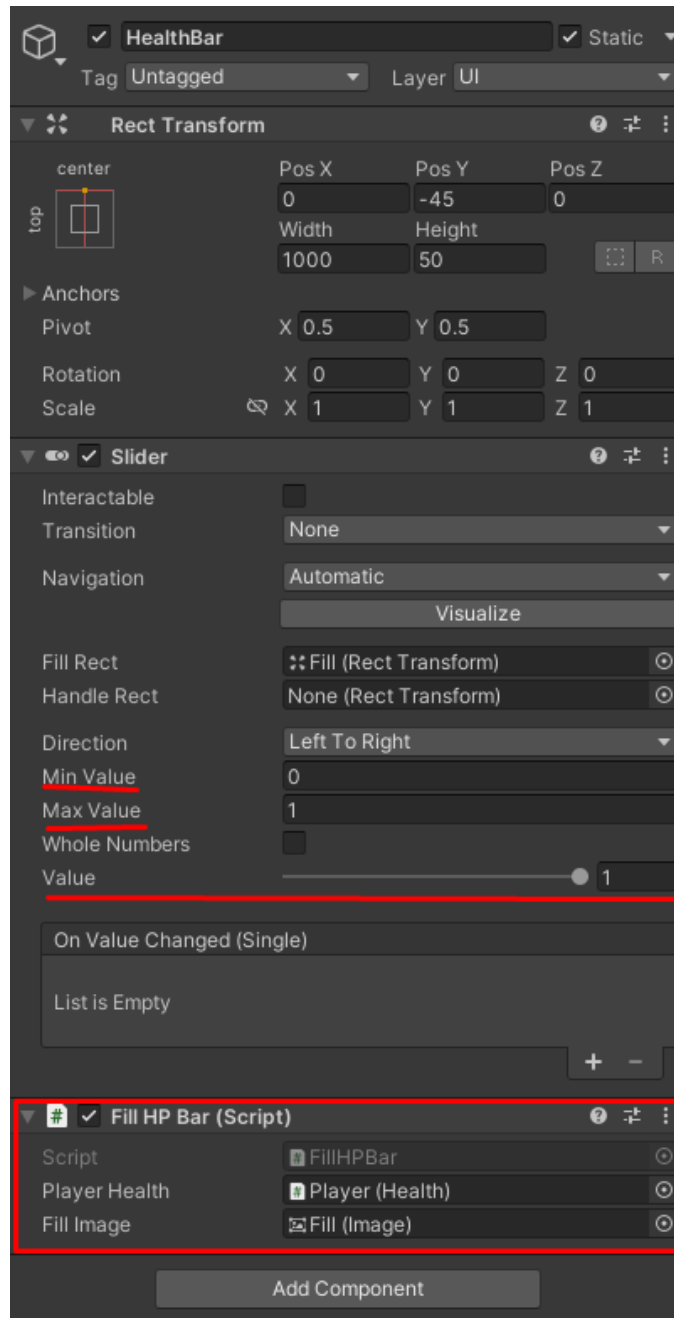 HealthBar Static
Tag Untagged Layer UI
Rect Transform
center Pos X Pos Y Pos Z
top 0 -45 0
Width Height
1000 50 R
Anchors
Pivot X 0.5 Y 0.5
Rotation X 0 Y 0 Z 0
Scale X 1 Y 1 Z 1
Slider
Interactable
Transition None
Navigation Automatic
Visualize
Fill Rect Fill (Rect Transform)
Handle Rect None (Rect Transform)
Direction Left To Right
Min Value 0
Max Value 1
Whole Numbers
Value 1
On Value Changed (Single)
List is Empty
+ −
# Fill HP Bar (Script)
Script # FillHPBar
Player Health # Player (Health)
Fill Image Fill (Image)
Add Component